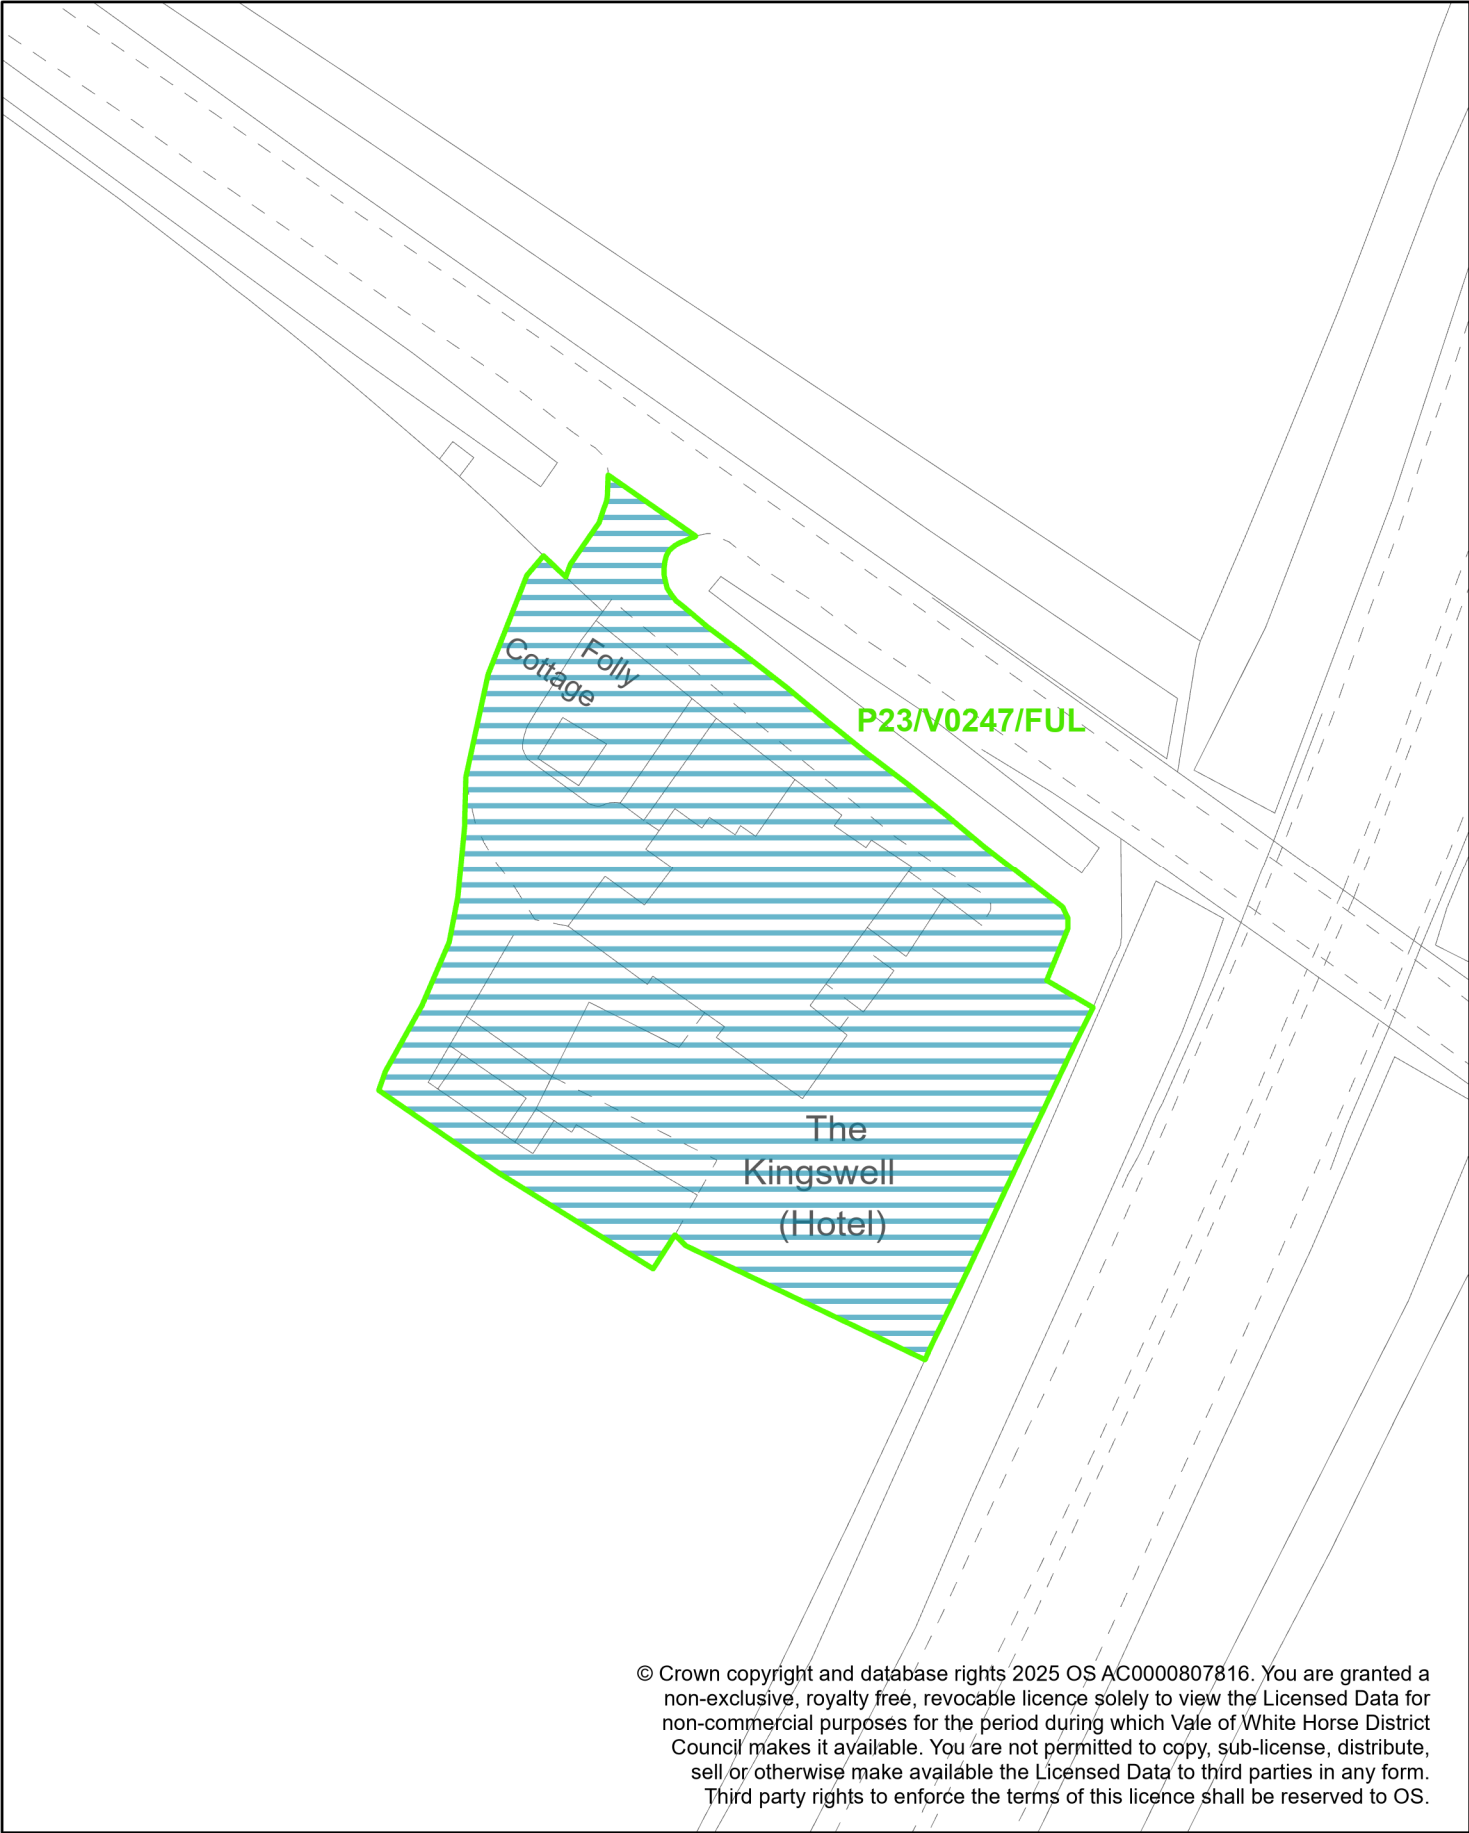 Folly
Cottage
P23/V0247/FUL
The
Kingswell
(Hotel)
© Crown copyright and database rights 2025 OS AC0000807816. You are granted a
non-exclusive, royalty free, revocable licence solely to view the Licensed Data for
non-commercial purposes for the period during which Vale of White Horse District
Council makes it available. You are not permitted to copy, sub-license, distribute,
sell or otherwise make available the Licensed Data to third parties in any form.
Third party rights to enforce the terms of this licence shall be reserved to OS.